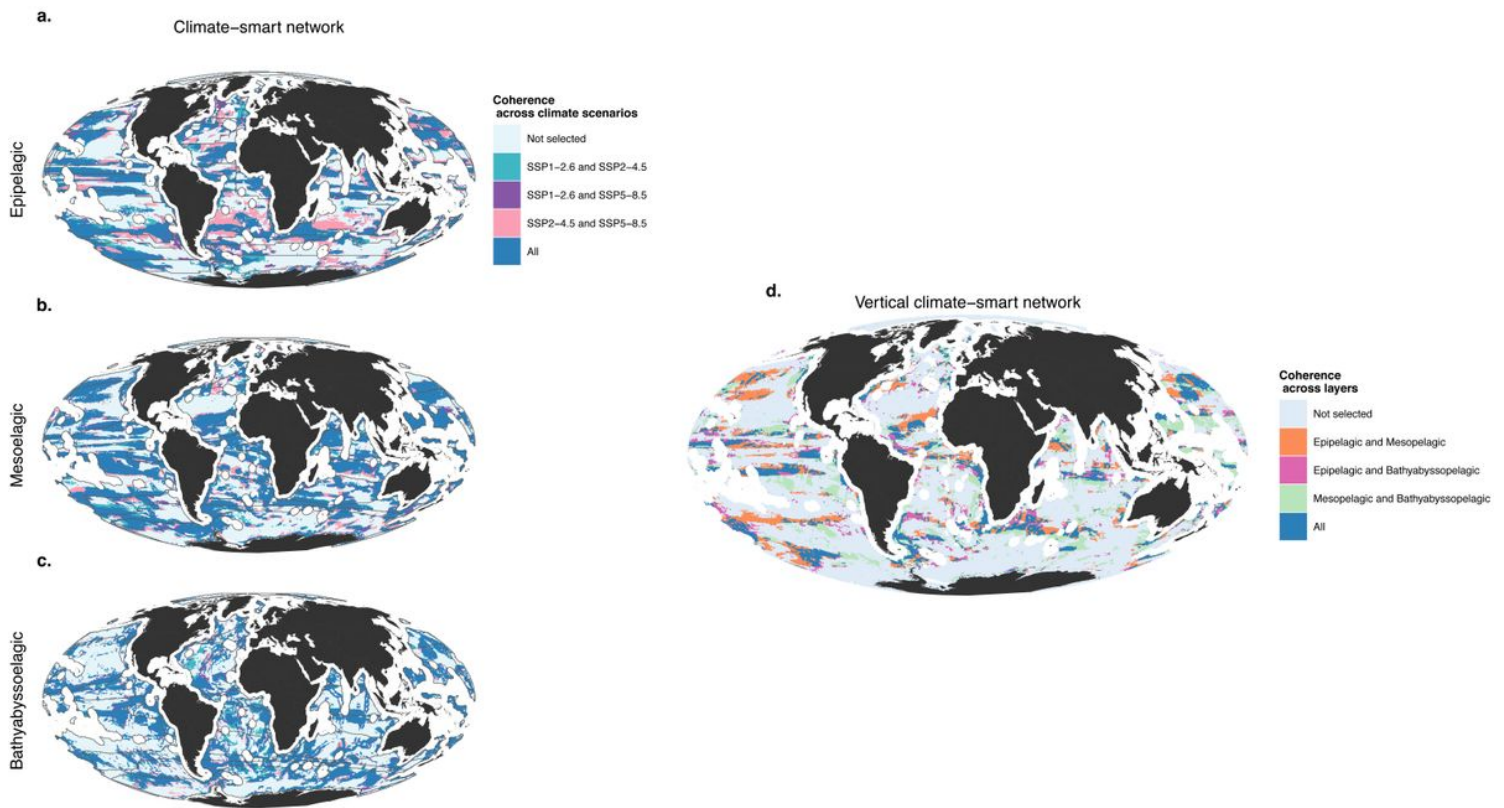 a.
Climate−smart network
Epipelagic
Coherence
across climate scenarios
Not selected
SSP1−2.6 and SSP2−4.5
SSP1−2.6 and SSP5−8.5
SSP2−4.5 and SSP5−8.5
All
b.
Mesoelagic
c.
Bathyabyssoelagic
d.
Vertical climate−smart network
Coherence
across layers
Not selected
Epipelagic and Mesopelagic
Epipelagic and Bathyabyssopelagic
Mesopelagic and Bathyabyssopelagic
All